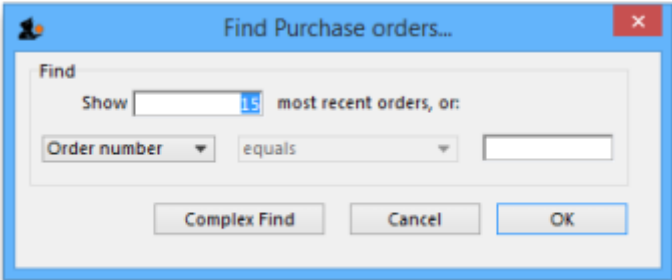 Find Purchase orders...
Find
Show 15 most recent orders, or:
Order number equals
Complex Find Cancel OK